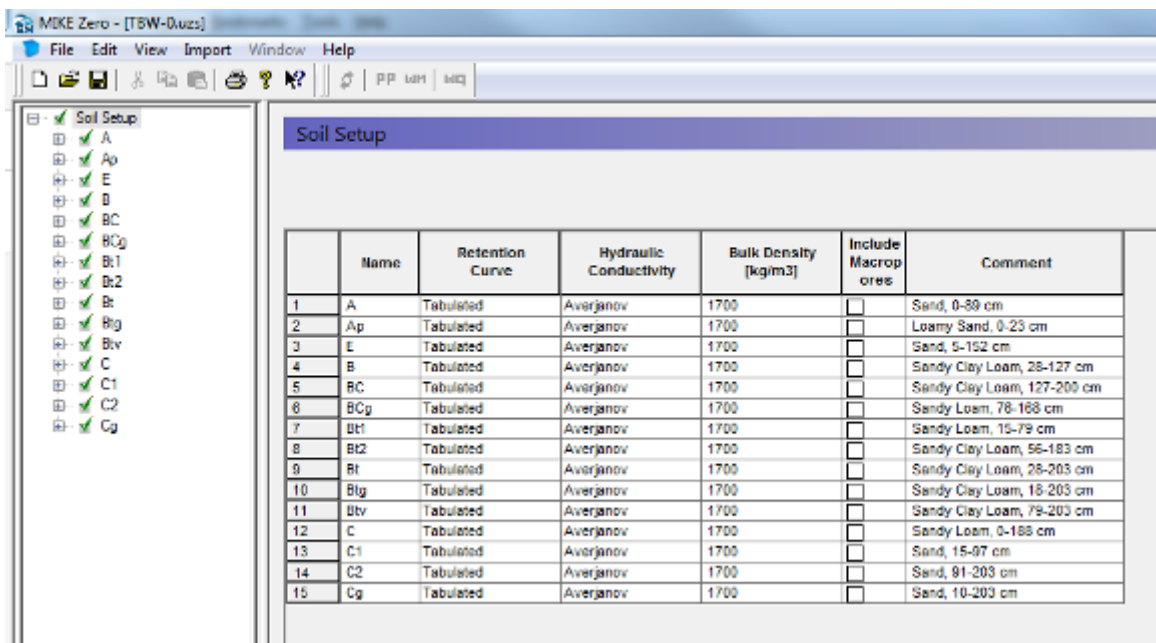 MIKE Zero - [TBW-0.uzs]
File Edit View Import Window Help
PP WM WQ
Soil Setup
A
Ap
E
B
BC
BCg
Bt1
Bt2
Bt
Btg
Btv
C
C1
C2
Cg
Soil Setup
Name Retention Curve Hydraulic Conductivity Bulk Density [kg/m3] Include Macropores Comment
1 A Tabulated Averjanov 1700 Sand, 0-89 cm
2 Ap Tabulated Averjanov 1700 Loamy Sand, 0-23 cm
3 E Tabulated Averjanov 1700 Sand, 5-152 cm
4 B Tabulated Averjanov 1700 Sandy Clay Loam, 28-127 cm
5 BC Tabulated Averjanov 1700 Sandy Clay Loam, 127-200 cm
6 BCg Tabulated Averjanov 1700 Sandy Loam, 76-168 cm
7 Bt1 Tabulated Averjanov 1700 Sandy Loam, 15-79 cm
8 Bt2 Tabulated Averjanov 1700 Sandy Clay Loam, 56-183 cm
9 Bt Tabulated Averjanov 1700 Sandy Clay Loam, 28-203 cm
10 Btg Tabulated Averjanov 1700 Sandy Clay Loam, 18-203 cm
11 Btv Tabulated Averjanov 1700 Sandy Clay Loam, 79-203 cm
12 C Tabulated Averjanov 1700 Sandy Loam, 0-188 cm
13 C1 Tabulated Averjanov 1700 Sand, 15-97 cm
14 C2 Tabulated Averjanov 1700 Sand, 91-203 cm
15 Cg Tabulated Averjanov 1700 Sand, 10-203 cm